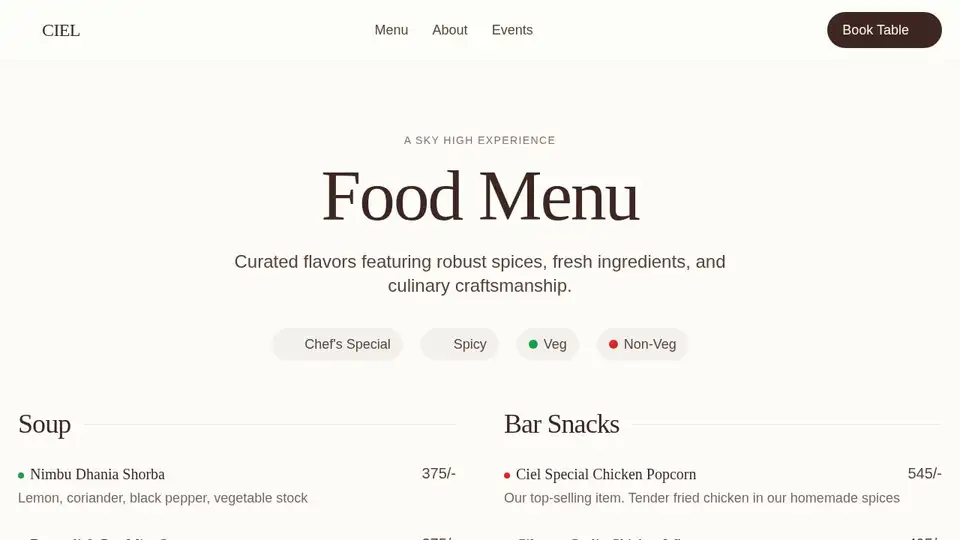 CIEL
Menu
About
Events
Book Table
A SKY HIGH EXPERIENCE
Food Menu
Curated flavors featuring robust spices, fresh ingredients, and
culinary craftsmanship.
Chef's Special
Spicy
Veg
Non-Veg
Soup
Nimbu Dhania Shorba 375/-
Lemon, coriander, black pepper, vegetable stock
Bar Snacks
Ciel Special Chicken Popcorn 545/-
Our top-selling item. Tender fried chicken in our homemade spices